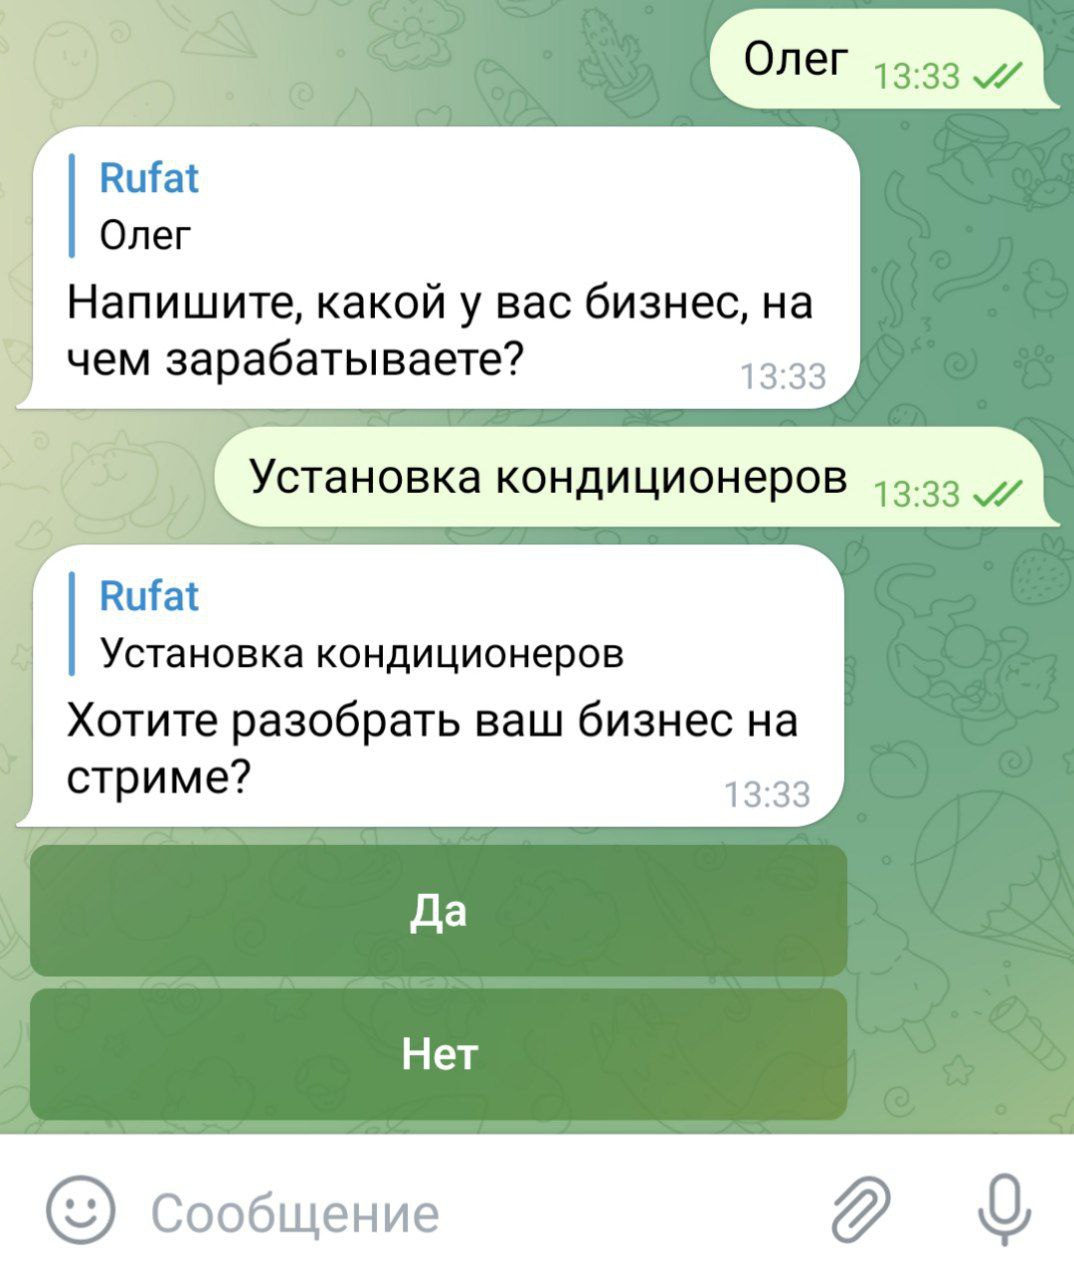 Олег 13:33
Rufat
Олег
Напишите, какой у вас бизнес, на
чем зарабатываете?
13:33
Установка кондиционеров 13:33
Rufat
Установка кондиционеров
Хотите разобрать ваш бизнес на
стриме?
13:33
Да
Нет
Сообщение